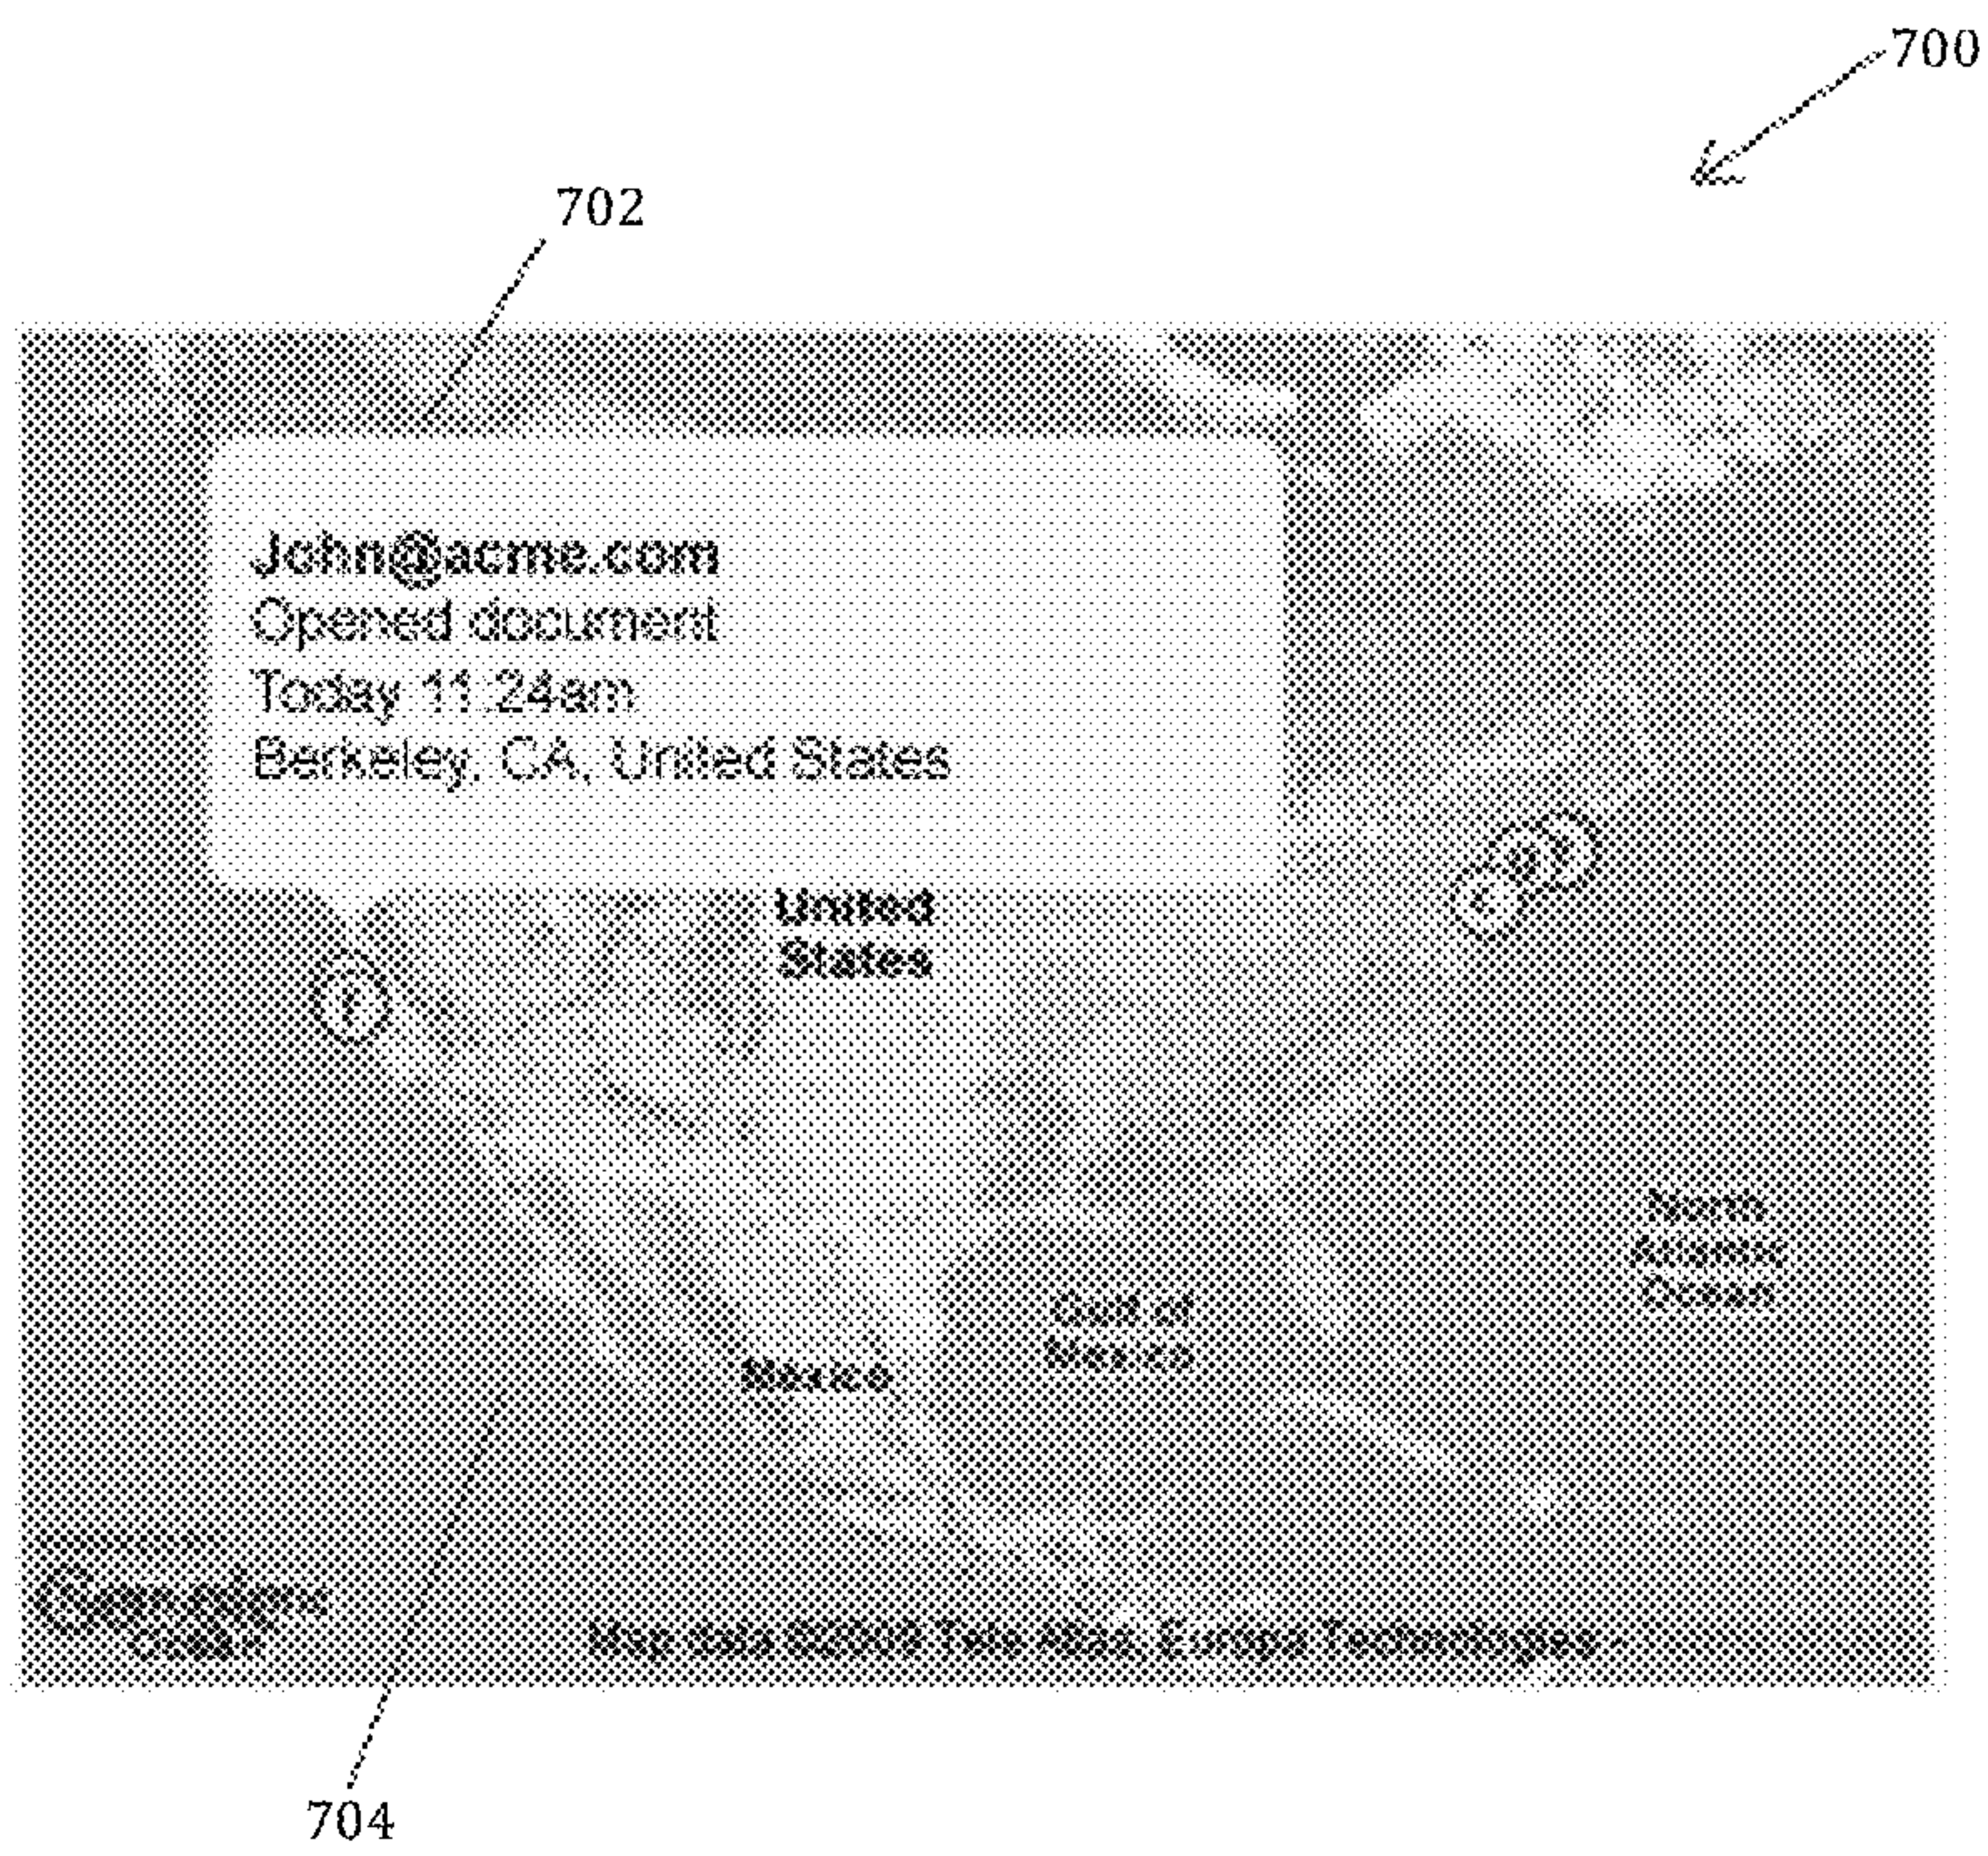 700
702
John@acme.com
Opened document
Today 11:24am
Berkeley, CA, United States
United
States
North
Atlantic
Ocean
Gulf of
Mexico
Mexico
Map data ©2009 Tele Atlas, Europa Technologies -
704